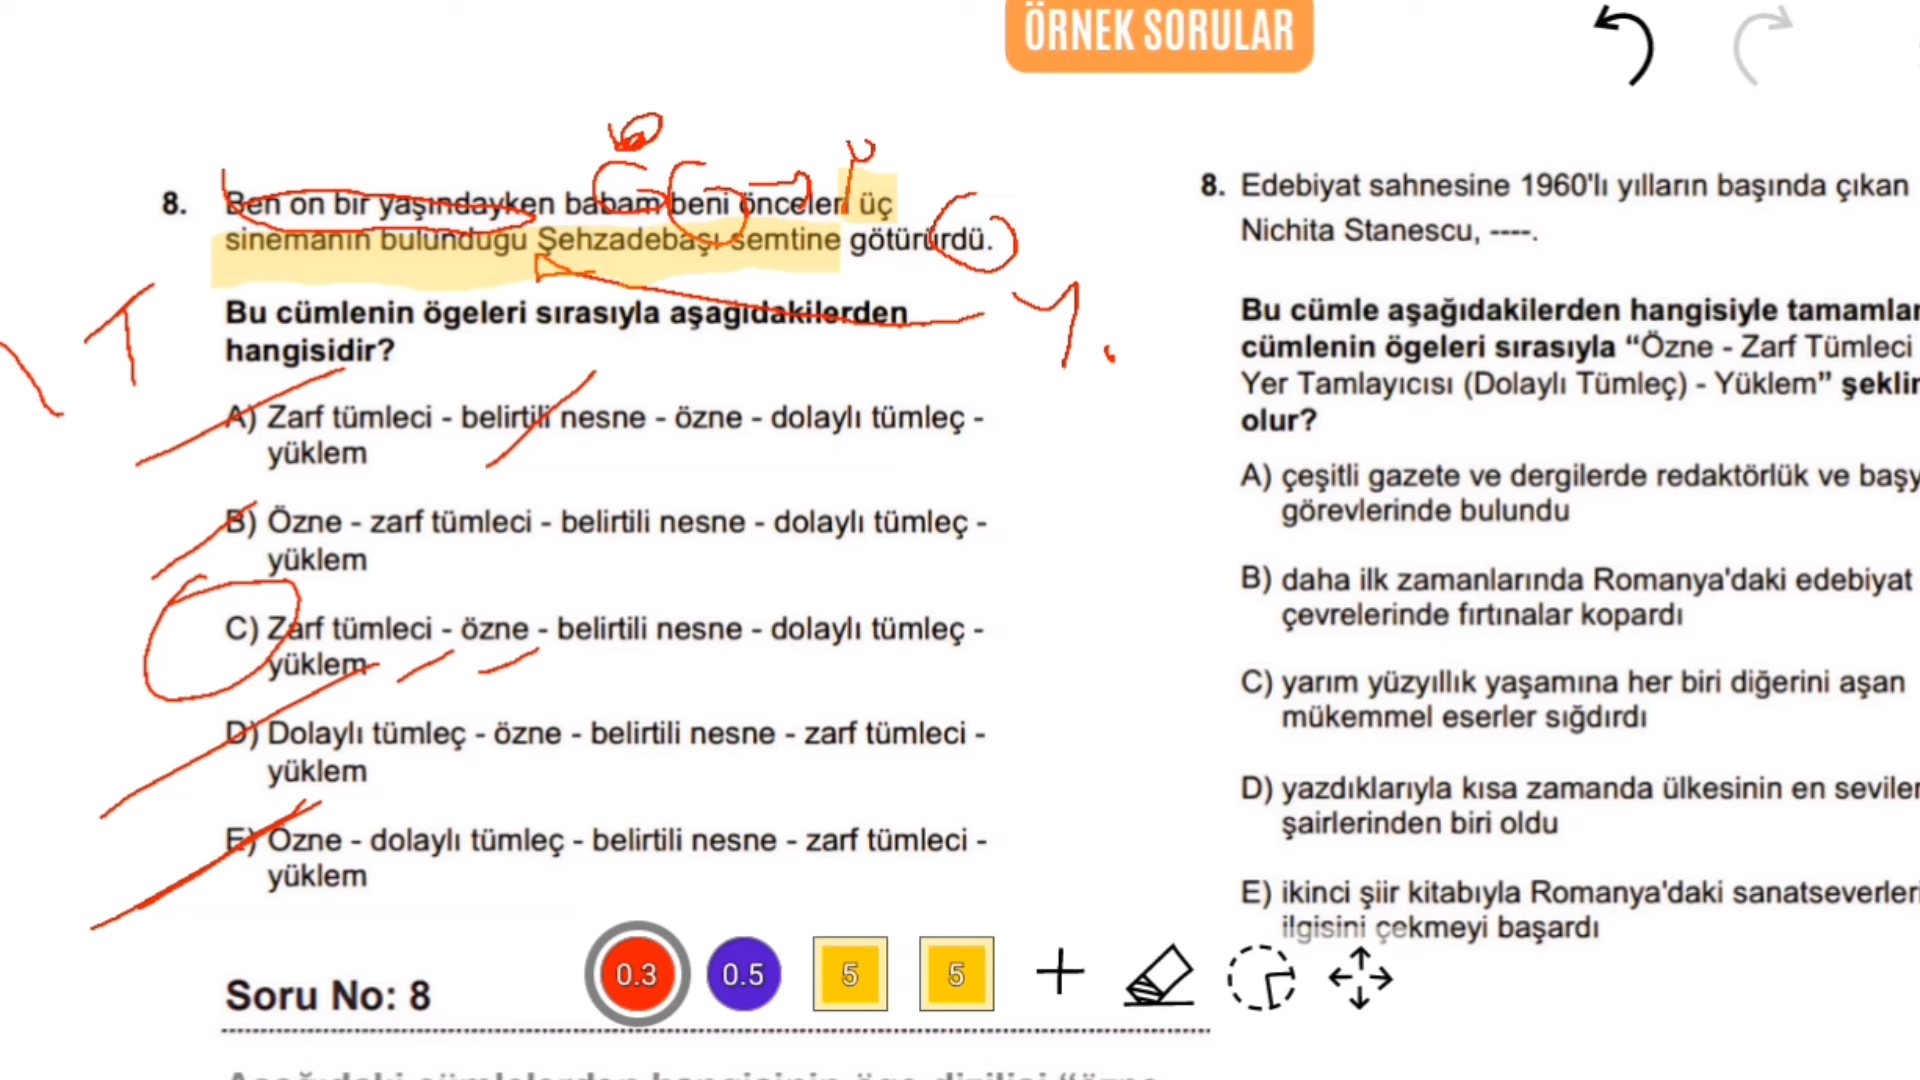 ÖRNEK SORULAR
8. Ben on bir yaşındayken babam beni önceleri üç
sinemanın bulunduğu Şehzadebaşı semtine götürürdü.
Bu cümlenin ögeleri sırasıyla aşağıdakilerden
hangisidir?
A) Zarf tümleci - belirtili nesne - özne - dolaylı tümleç -
yüklem
B) Özne - zarf tümleci - belirtili nesne - dolaylı tümleç -
yüklem
C) Zarf tümleci - özne - belirtili nesne - dolaylı tümleç -
yüklem
D) Dolaylı tümleç - özne - belirtili nesne - zarf tümleci -
yüklem
E) Özne - dolaylı tümleç - belirtili nesne - zarf tümleci -
yüklem
Soru No: 8
8. Edebiyat sahnesine 1960'lı yılların başında çıkan
Nichita Stanescu, ----.
Bu cümle aşağıdakilerden hangisiyle tamamlan
cümlenin ögeleri sırasıyla “Özne - Zarf Tümleci
Yer Tamlayıcısı (Dolaylı Tümleç) - Yüklem” şeklin
olur?
A) çeşitli gazete ve dergilerde redaktörlük ve başy
görevlerinde bulundu
B) daha ilk zamanlarında Romanya'daki edebiyat
çevrelerinde fırtınalar kopardı
C) yarım yüzyıllık yaşamına her biri diğerini aşan
mükemmel eserler sığdırdı
D) yazdıklarıyla kısa zamanda ülkesinin en sevilen
şairlerinden biri oldu
E) ikinci şiir kitabıyla Romanya'daki sanatseverleri
ilgisini çekmeyi başardı
0.3 0.5 5 5